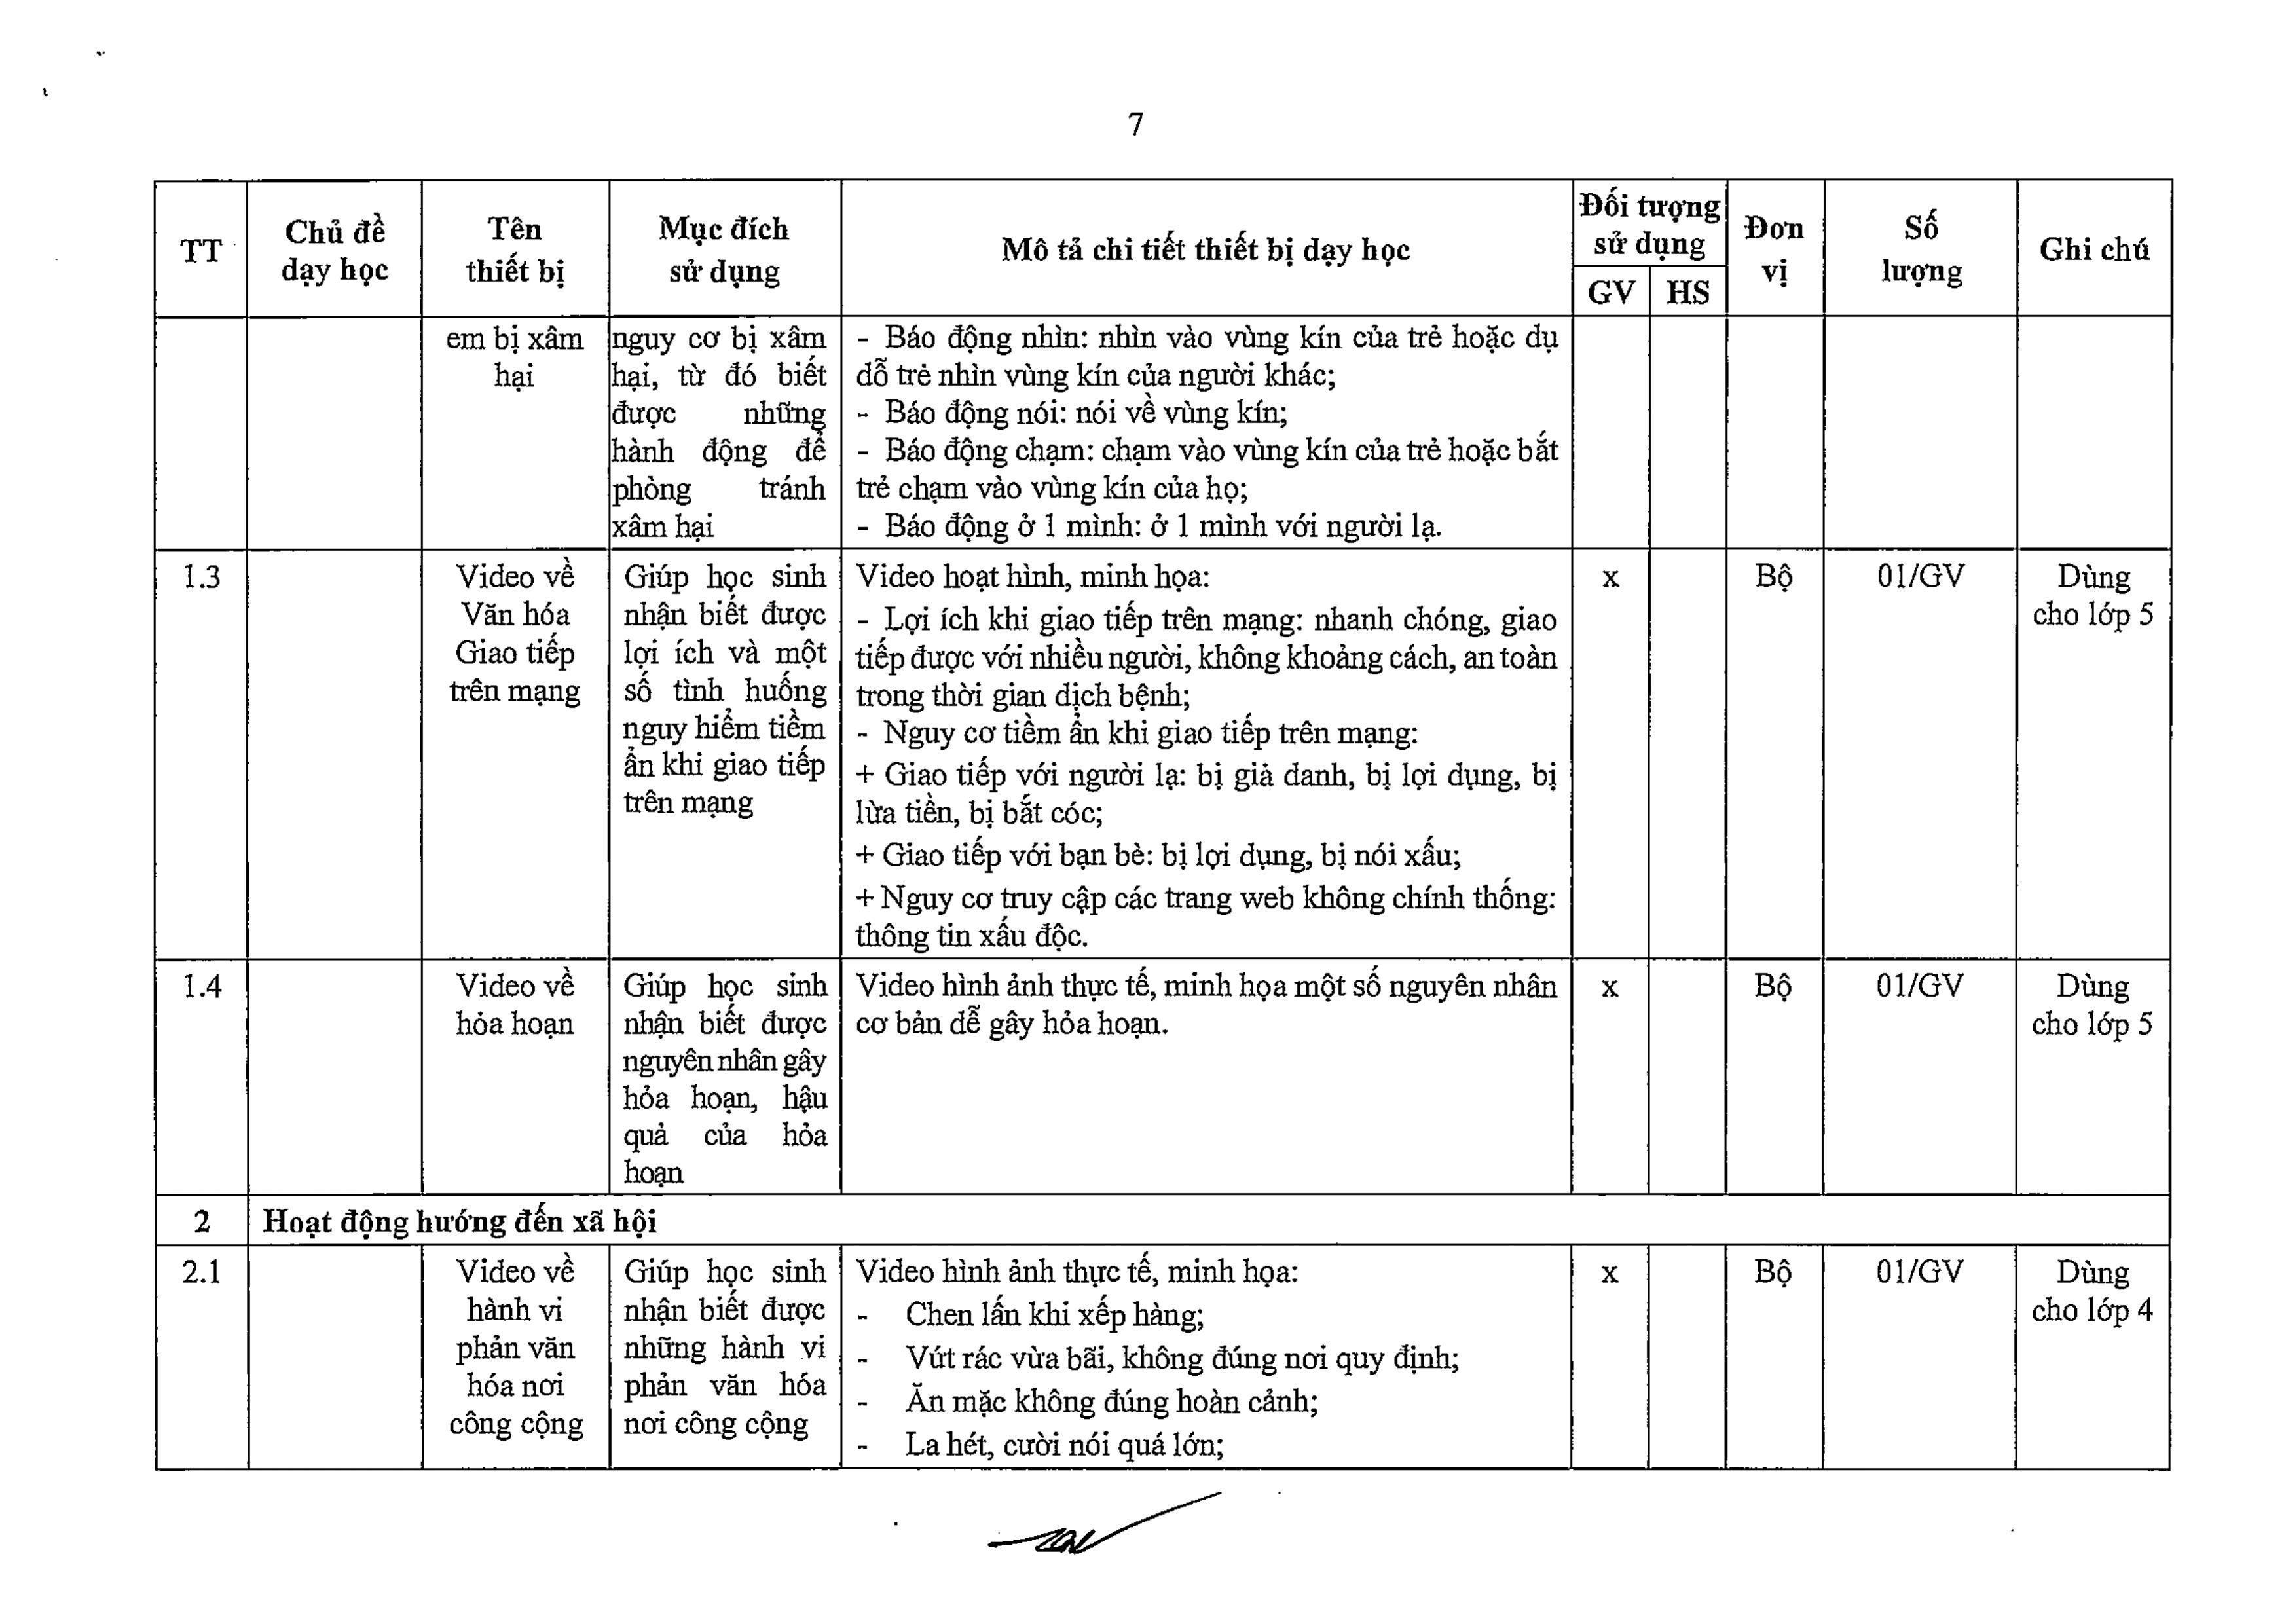 7
TT
Chủ đề
dạy học
Tên
thiết bị
Mục đích
sử dụng
Mô tả chi tiết thiết bị dạy học
Đối tượng
sử dụng
GV
HS
Đơn
vị
Số
lượng
Ghi chú
em bị xâm
hại
nguy cơ bị xâm
hại, từ đó biết
được những
hành động để
phòng tránh
xâm hại
- Báo động nhìn: nhìn vào vùng kín của trẻ hoặc dụ
dỗ trẻ nhìn vùng kín của người khác;
- Báo động nói: nói về vùng kín;
- Báo động chạm: chạm vào vùng kín của trẻ hoặc bắt
trẻ chạm vào vùng kín của họ;
- Báo động ở 1 mình: ở 1 mình với người lạ.
1.3
Video về
Văn hóa
Giao tiếp
trên mạng
Giúp học sinh
nhận biết được
lợi ích và một
số tình huống
nguy hiểm tiềm
ẩn khi giao tiếp
trên mạng
Video hoạt hình, minh họa:
- Lợi ích khi giao tiếp trên mạng: nhanh chóng, giao
tiếp được với nhiều người, không khoảng cách, an toàn
trong thời gian dịch bệnh;
- Nguy cơ tiềm ẩn khi giao tiếp trên mạng:
+ Giao tiếp với người lạ: bị giả danh, bị lợi dụng, bị
lừa tiền, bị bắt cóc;
+ Giao tiếp với bạn bè: bị lợi dụng, bị nói xấu;
+ Nguy cơ truy cập các trang web không chính thống:
thông tin xấu độc.
x
Bộ
01/GV
Dùng
cho lớp 5
1.4
Video về
hỏa hoạn
Giúp học sinh
nhận biết được
nguyên nhân gây
hỏa hoạn, hậu
quả của hỏa
hoạn
Video hình ảnh thực tế, minh họa một số nguyên nhân
cơ bản dễ gây hỏa hoạn.
x
Bộ
01/GV
Dùng
cho lớp 5
2
Hoạt động hướng đến xã hội
2.1
Video về
hành vi
phản văn
hóa nơi
công cộng
Giúp học sinh
nhận biết được
những hành vi
phản văn hóa
nơi công cộng
Video hình ảnh thực tế, minh họa:
- Chen lấn khi xếp hàng;
- Vứt rác vừa bãi, không đúng nơi quy định;
- Ăn mặc không đúng hoàn cảnh;
- La hét, cười nói quá lớn;
x
Bộ
01/GV
Dùng
cho lớp 4